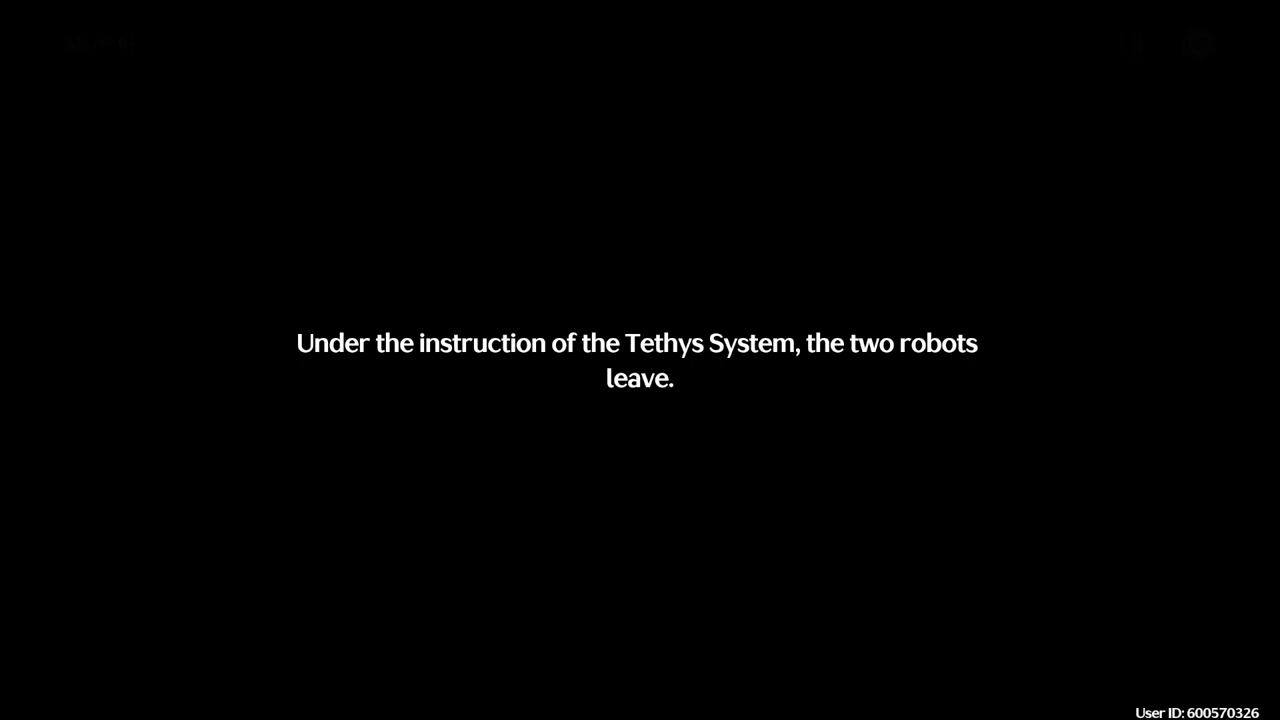 Under the instruction of the Tethys System, the two robots
leave.
User ID: 600570326